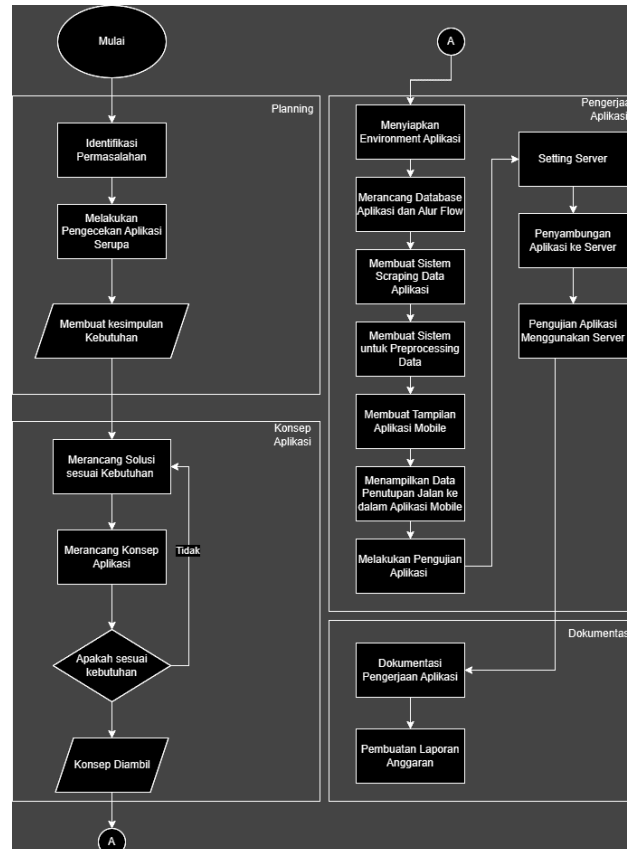 Mulai
Planning
Identifikasi
Permasalahan
Melakukan
Pengecekan Aplikasi
Serupa
Membuat kesimpulan
Kebutuhan
Konsep
Aplikasi
Merancang Solusi
sesuai Kebutuhan
Merancang Konsep
Aplikasi
Tidak
Apakah sesuai
kebutuhan
Konsep Diambil
A
A
Pengerjaa
Aplikasi
Menyiapkan
Environment Aplikasi
Merancang Database
Aplikasi dan Alur Flow
Membuat Sistem
Scraping Data
Aplikasi
Membuat Sistem
untuk Preprocessing
Data
Membuat Tampilan
Aplikasi Mobile
Menampilkan Data
Penutupan Jalan ke
dalam Aplikasi Mobile
Melakukan Pengujian
Aplikasi
Setting Server
Penyambungan
Aplikasi ke Server
Pengujian Aplikasi
Menggunakan Server
Dokumentas
Dokumentasi
Pengerjaan Aplikasi
Pembuatan Laporan
Anggaran